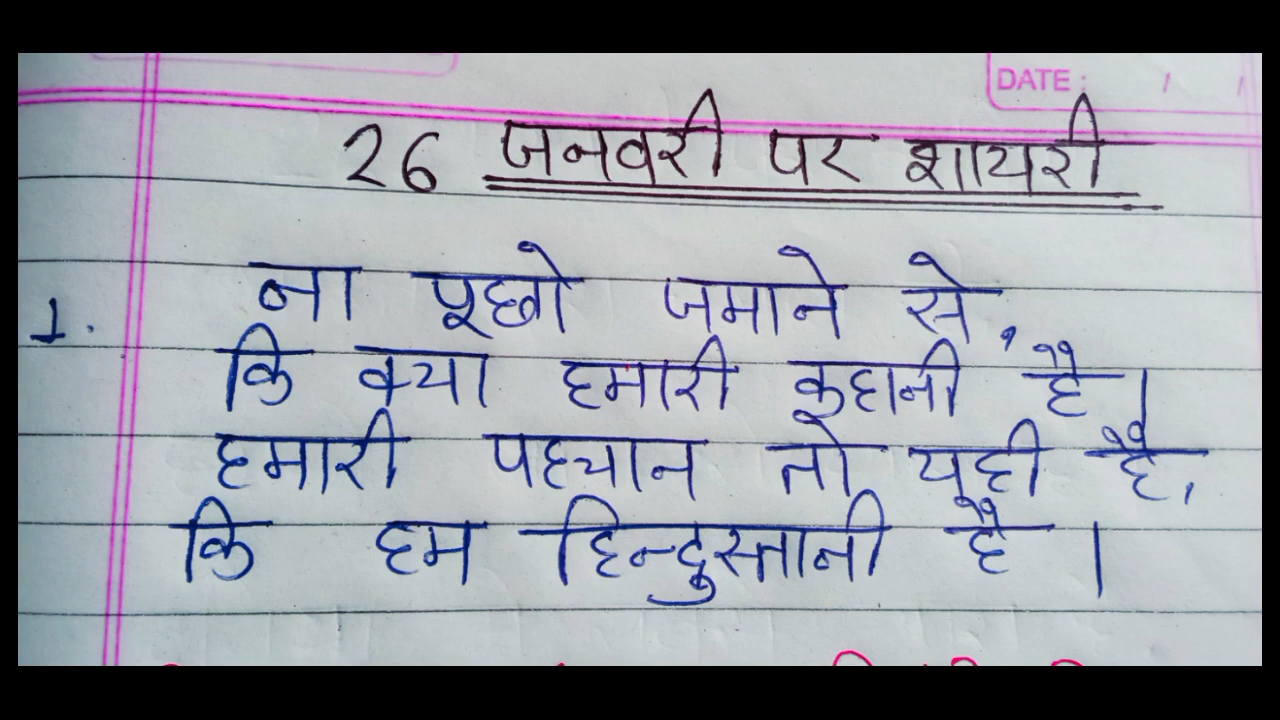 DATE: / /
26 जनवरी पर शायरी
1. ना पूछो जमाने से,
कि क्या हमारी कहानी है।
हमारी पहचान तो यही है,
कि हम हिन्दुस्तानी है।